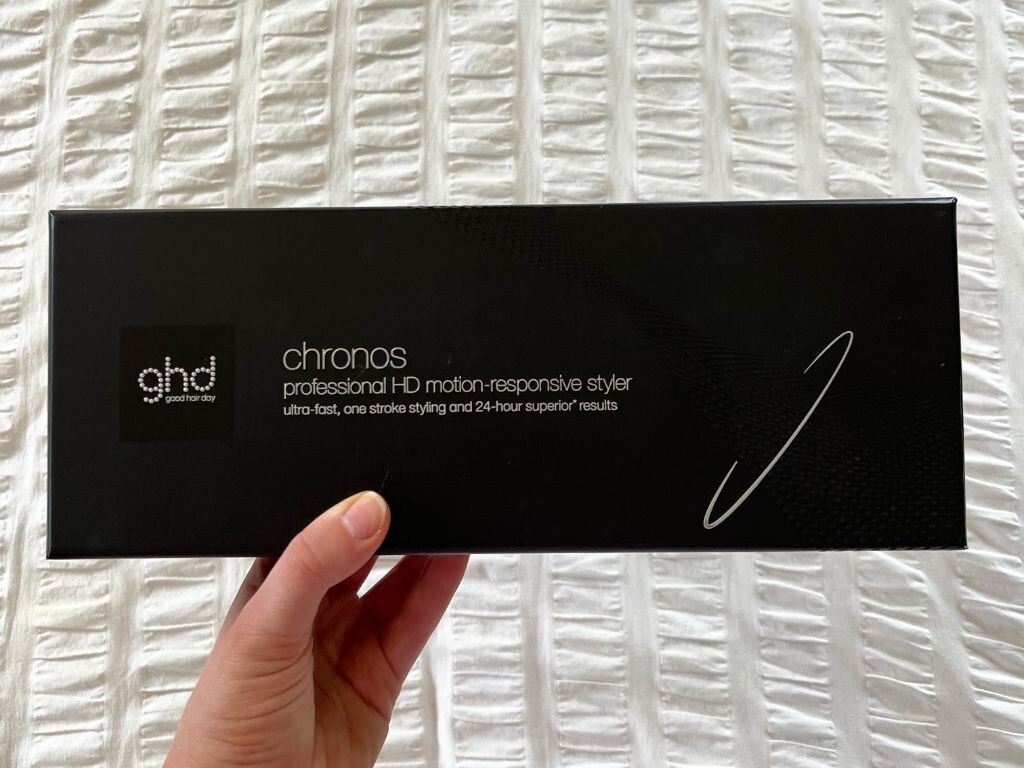 ghd
good hair day
chronos
professional HD motion-responsive styler
ultra-fast, one stroke styling and 24-hour superior* results